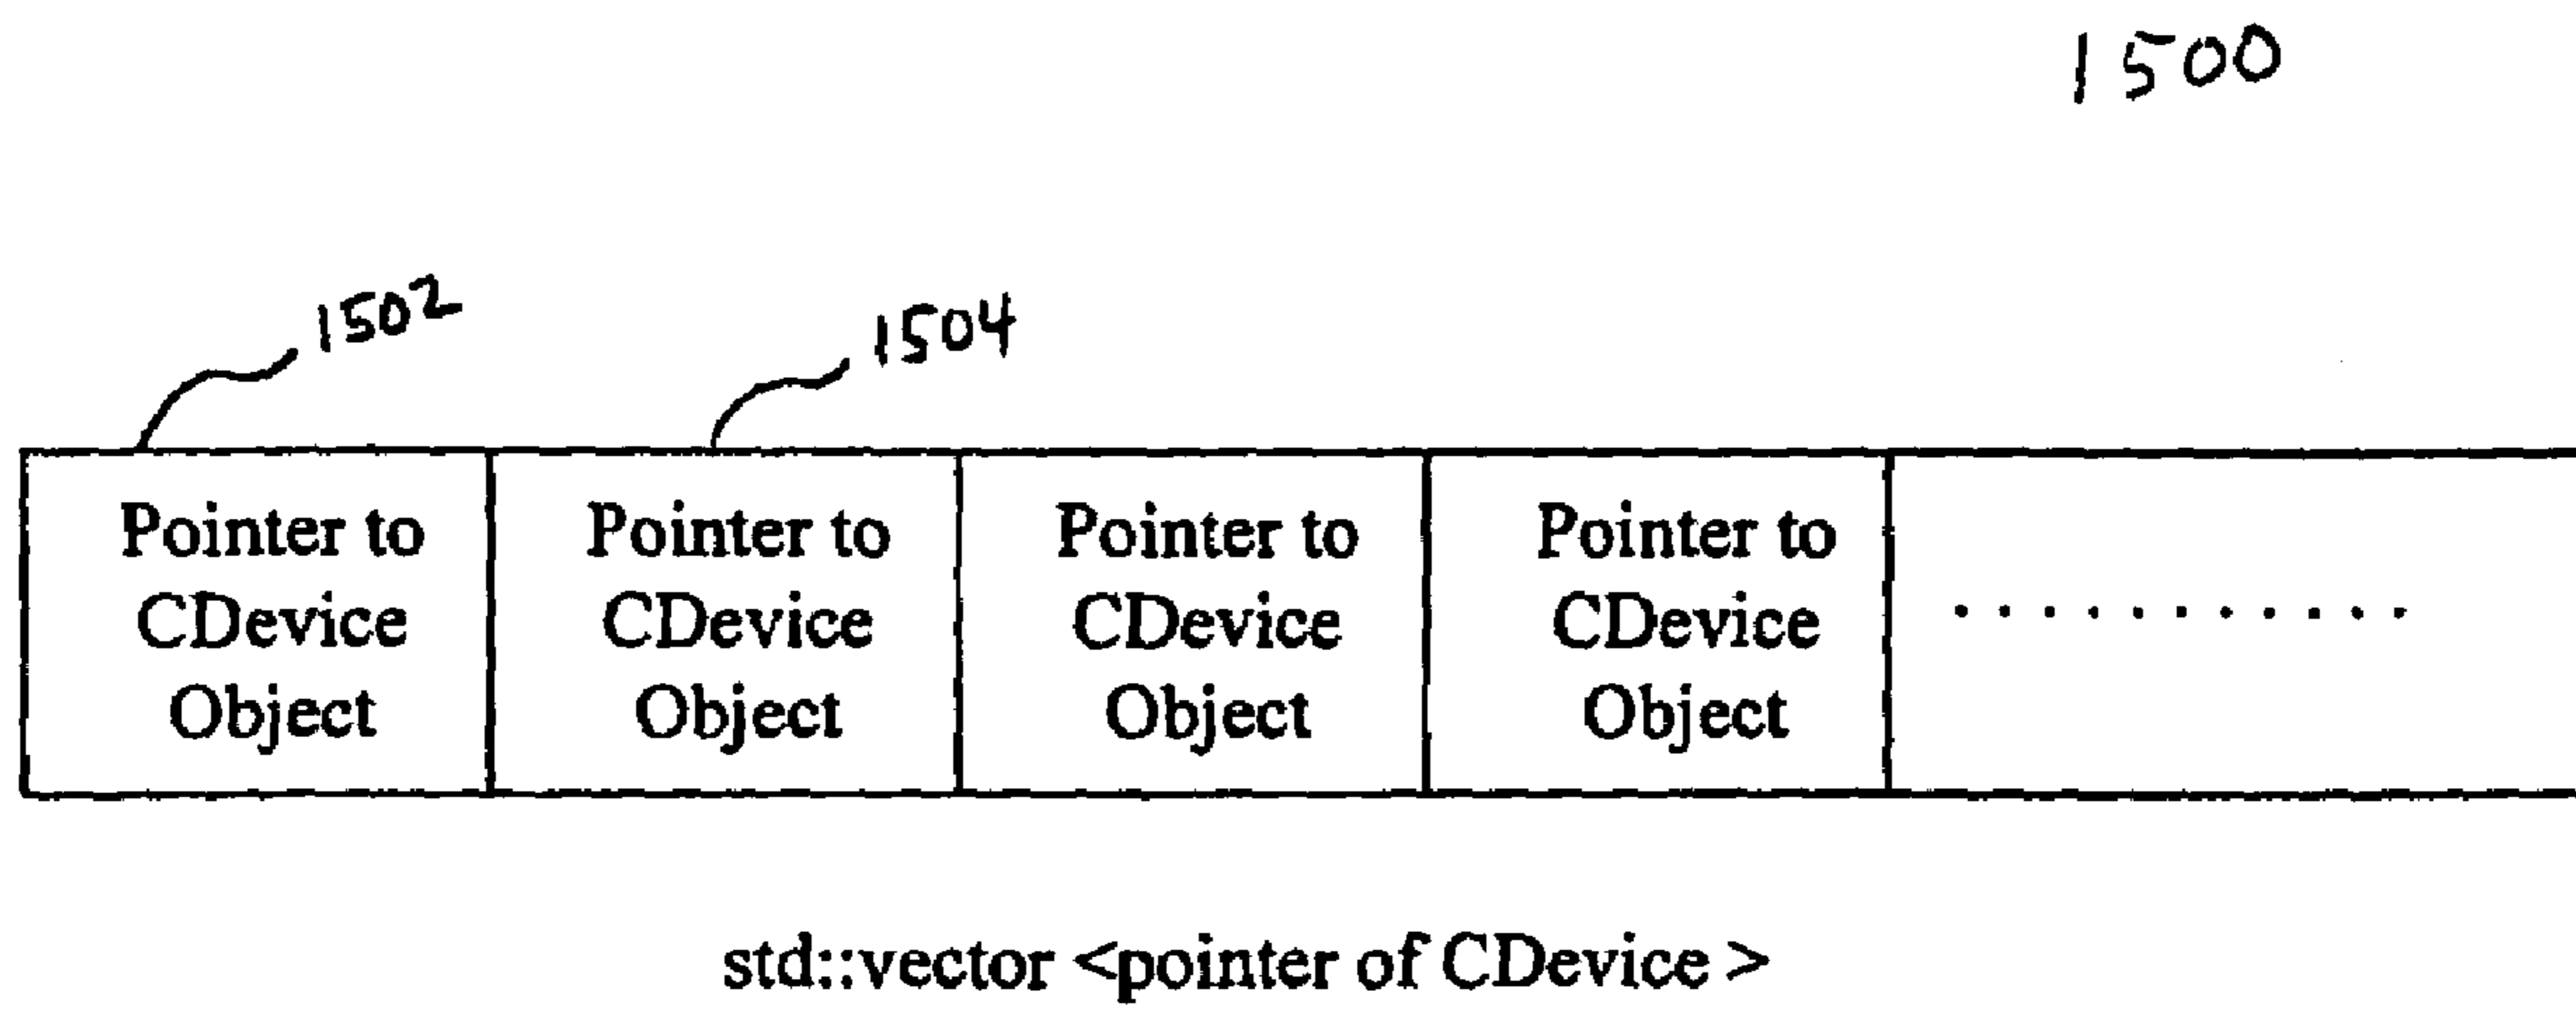 1500
1502
1504
Pointer to
CDevice
Object
Pointer to
CDevice
Object
Pointer to
CDevice
Object
Pointer to
CDevice
Object
...........
std::vector <pointer of CDevice >